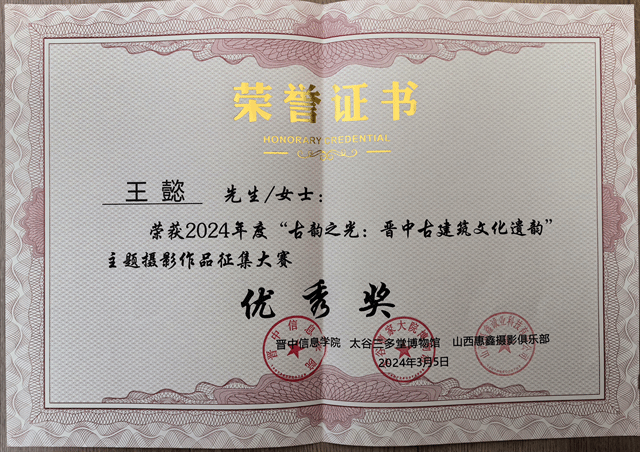 荣誉证书
HONORARY CREDENTIAL
王懿 先生/女士：
荣获2024年度“古韵之光：晋中古建筑文化遗韵”
主题摄影作品征集大赛
优秀奖
晋中信息学院 太谷三多堂博物馆 山西惠鑫摄影俱乐部
2024年3月5日